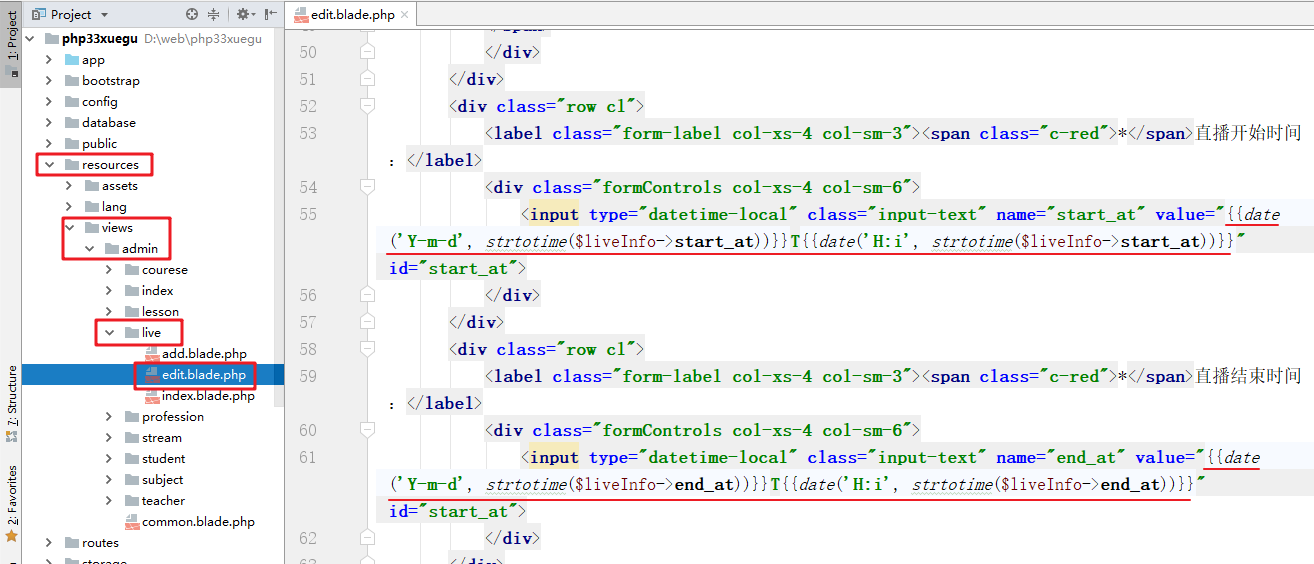 Project
edit.blade.php
1: Project
php33xuegu D:\web\php33xuegu
app
bootstrap
config
database
public
resources
assets
lang
views
admin
courese
index
lesson
live
add.blade.php
edit.blade.php
index.blade.php
profession
stream
student
subject
teacher
common.blade.php
routes
storage
7: Structure
2: Favorites
50 </div>
51 </div>
52 <div class="row cl">
53 <label class="form-label col-xs-4 col-sm-3"><span class="c-red">*</span>直播开始时间
：</label>
54 <div class="formControls col-xs-4 col-sm-6">
55 <input type="datetime-local" class="input-text" name="start_at" value="{{date
('Y-m-d', strtotime($liveInfo->start_at))}}T{{date('H:i', strtotime($liveInfo->start_at))}}"
id="start_at">
56 </div>
57 </div>
58 <div class="row cl">
59 <label class="form-label col-xs-4 col-sm-3"><span class="c-red">*</span>直播结束时间
：</label>
60 <div class="formControls col-xs-4 col-sm-6">
61 <input type="datetime-local" class="input-text" name="end_at" value="{{date
('Y-m-d', strtotime($liveInfo->end_at))}}T{{date('H:i', strtotime($liveInfo->end_at))}}"
id="start_at">
62 </div>